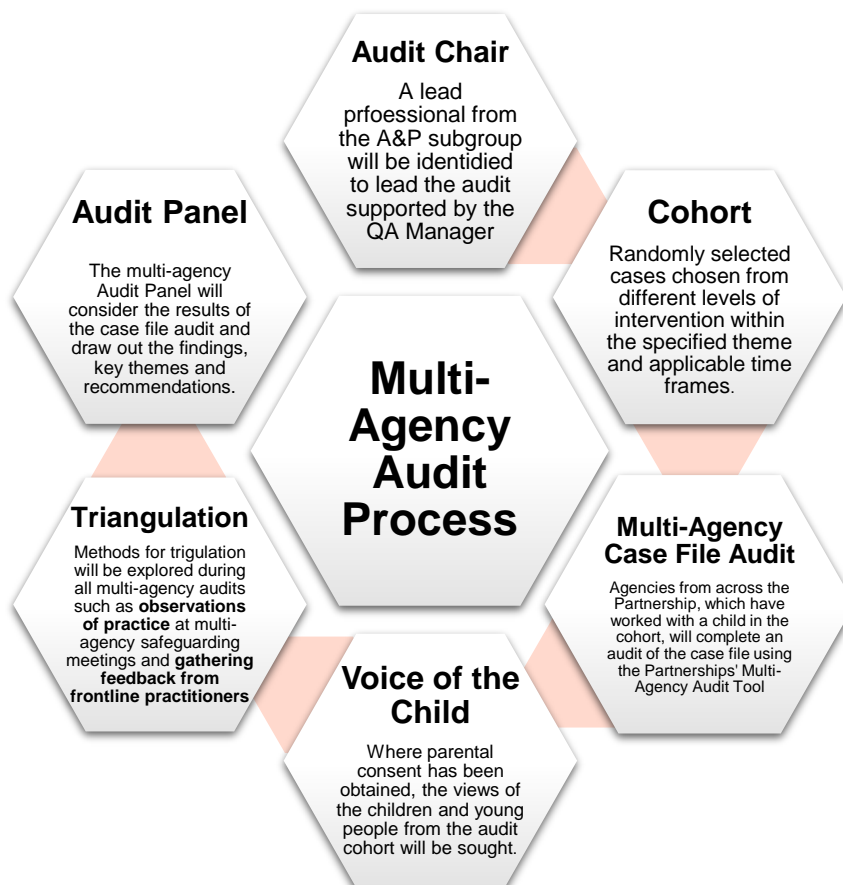 Audit Chair
A lead
prfoessional from
the A&P subgroup
will be identidied
to lead the audit
supported by the
QA Manager
Cohort
Randomly selected
cases chosen from
different levels of
intervention within
the specified theme
and applicable time
frames.
Multi-Agency
Case File Audit
Agencies from across the
Partnership, which have
worked with a child in the
cohort, will complete an
audit of the case file using
the Partnerships' Multi-
Agency Audit Tool
Voice of the
Child
Where parental
consent has been
obtained, the views of
the children and young
people from the audit
cohort will be sought.
Triangulation
Methods for trigulation
will be explored during
all multi-agency audits
such as observations
of practice at multi-
agency safeguarding
meetings and gathering
feedback from
frontline practitioners
Audit Panel
The multi-agency
Audit Panel will
consider the results of
the case file audit and
draw out the findings,
key themes and
recommendations.
Multi-
Agency
Audit
Process